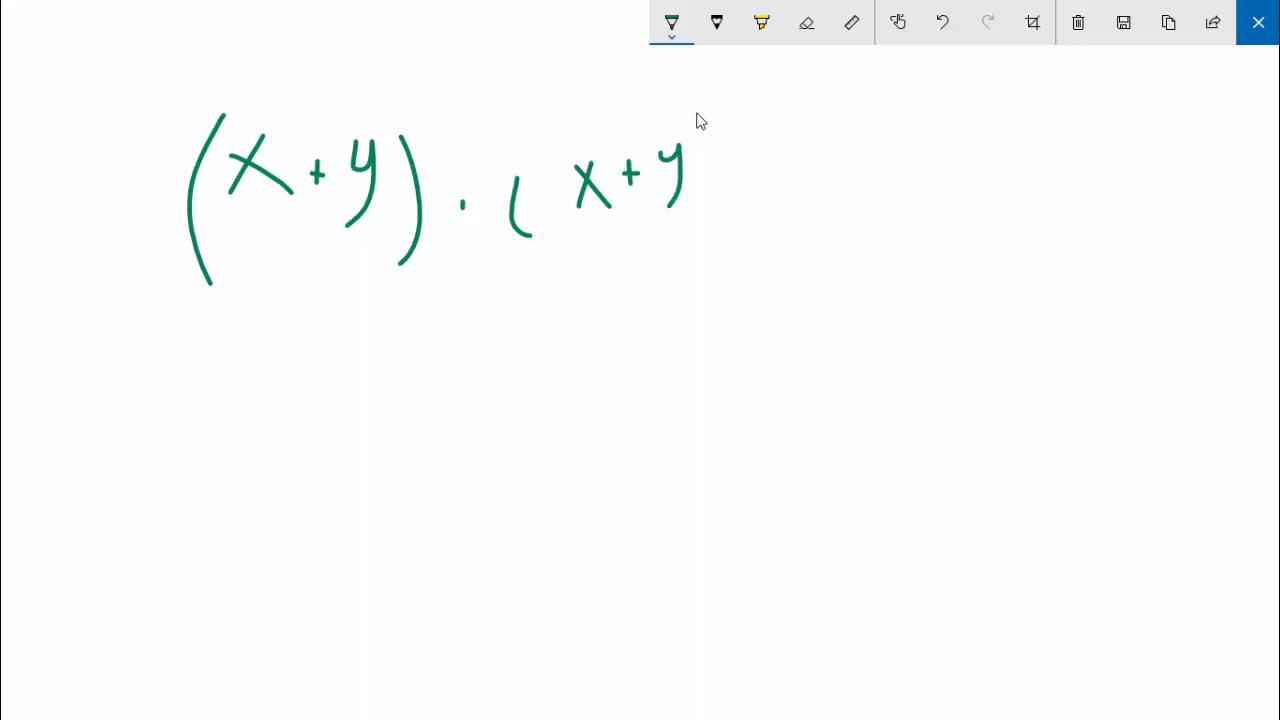 (x + y) · ( x + y